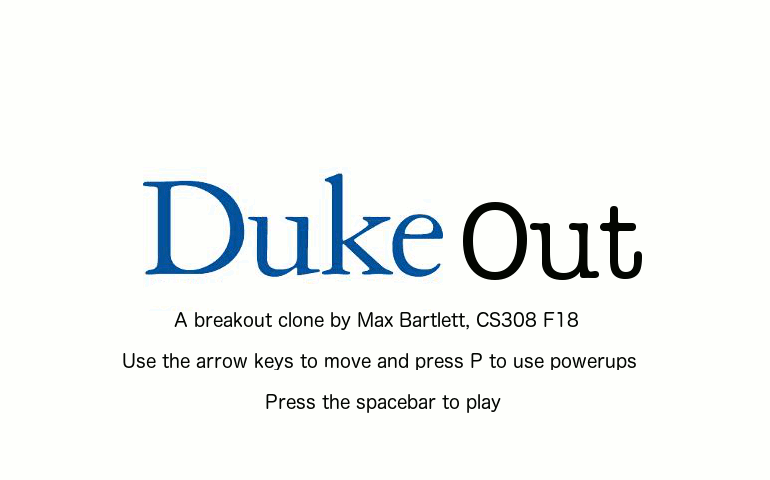 Duke Out
A breakout clone by Max Bartlett, CS308 F18
Use the arrow keys to move and press P to use powerups
Press the spacebar to play